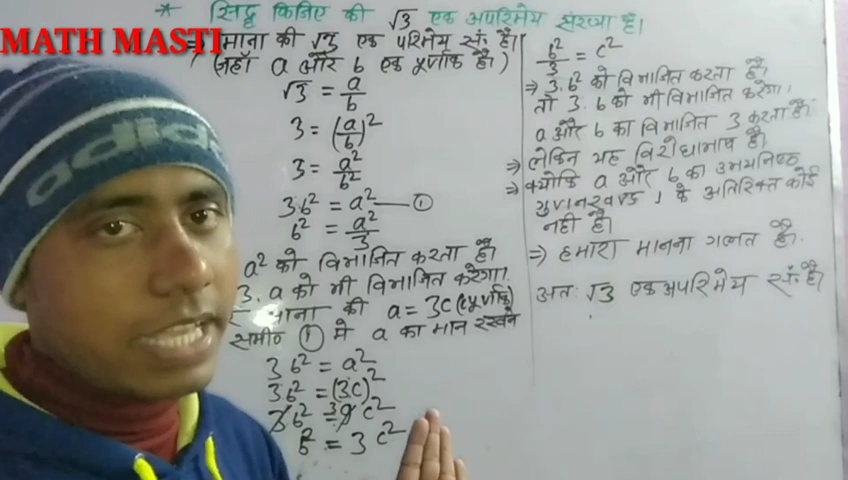 * सिद्ध किजिए की √3 एक अपरिमेय संख्या है।
MATH MASTI
⇒ माना की √3 एक परिमेय सं॰ है।
(जहाँ a और b एक पूर्णांक है।)
√3 = a/b
3 = (a/b)²
3 = a²/b²
3b² = a² — ①
b² = a²/3
a² को विभाजित करता है।
3. a को भी विभाजित करेगा.
माना की a = 3c (c पूर्णांक)
समी॰ ① मे a का मान रखने
3b² = a²
3b² = (3c)²
3b² = 9c²
b² = 3c²
b²/3 = c²
⇒ 3. b² को विभाजित करता है।
तो 3. b को भी विभाजित करेगा.
a और b का विभाजित 3 करता है।
⇒ लेकिन यह विरोधाभाष है।
⇒ क्योकि a और b का उभयनिष्ठ
गुणनखण्ड 1 के अतिरिक्त कोई
नही है।
⇒ हमारा मानना गलत है.
अतः √3 एक अपरिमेय सं॰ है।
adidas